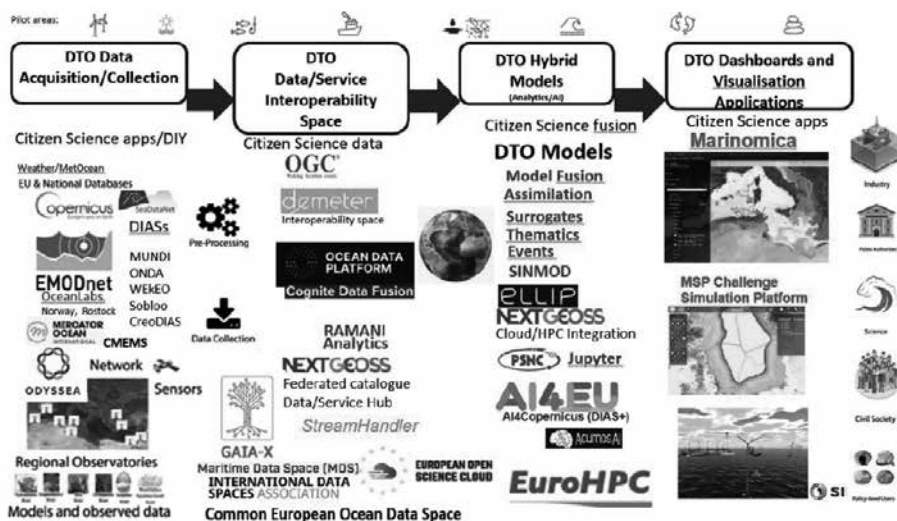 Pilot areas:
DTO Data
Acquisition/Collection
DTO
Data/Service
Interoperability
Space
DTO Hybrid
Models
(Analytics/AI)
DTO Dashboards and
Visualisation
Applications
Citizen Science apps/DIY
Weather/MetOcean
EU & National Databases
Copernicus
SeaDataNet
DIASs
MUNDI
ONDA
WEkEO
Sobloo
CreoDIAS
EMODnet
OceanLabs.
Norway, Rostock
MERCATOR
OCEAN
INTERNATIONAL
CMEMS
Network
Sensors
ODYSSEA
Regional Observatories
Models and observed data
Pre-Processing
Data Collection
Citizen Science data
OGC
demeter
Interoperability space
OCEAN DATA
PLATFORM
Cognite Data Fusion
RAMANI
Analytics
NEXTGEOSS
Federated catalogue
Data/Service Hub
StreamHandler
GAIA-X
Maritime Data Space (MDS)
INTERNATIONAL DATA
SPACES ASSOCIATION
EUROPEAN OPEN
SCIENCE CLOUD
Common European Ocean Data Space
Citizen Science fusion
DTO Models
Model Fusion
Assimilation
Surrogates
Thematics
Events
SINMOD
ELLIP
NEXTGEOSS
Cloud/HPC Integration
PSNC
Jupyter
AI4EU
AI4Copernicus (DIAS+)
Acumos AI
EuroHPC
Citizen Science apps
Marinomica
MSP Challenge
Simulation Platform
SI
Industry
Public Authorities
Science
Civil Society
Policy-level Users